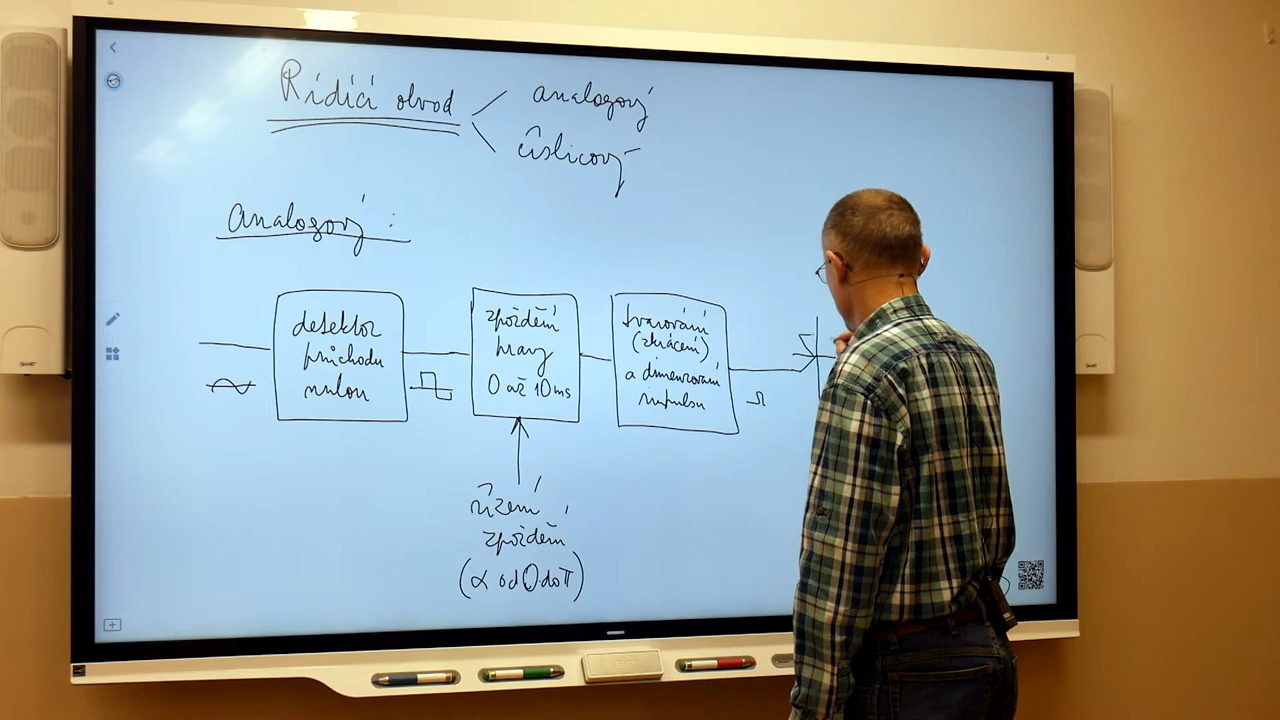 Řídící obvod
analogový
číslicový
analogový :
detektor
průchodu
nulou
zpoždění
hrany
0 až 10 ms
tvarování
(zkrácení)
a dimenzování
impulsu
řízení
zpoždění
(α od 0 do π)